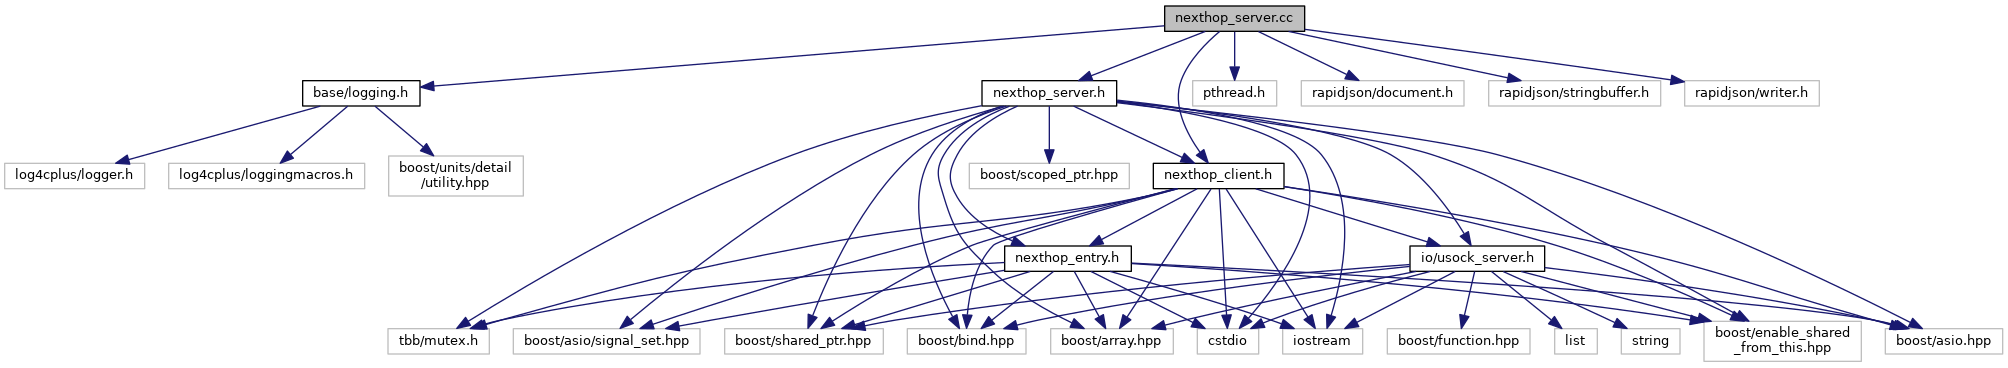 nexthop_server.cc
base/logging.h
nexthop_server.h
pthread.h
rapidjson/document.h
rapidjson/stringbuffer.h
rapidjson/writer.h
log4cplus/logger.h
log4cplus/loggingmacros.h
boost/units/detail
/utility.hpp
boost/scoped_ptr.hpp
nexthop_client.h
nexthop_entry.h
io/usock_server.h
tbb/mutex.h
boost/asio/signal_set.hpp
boost/shared_ptr.hpp
boost/bind.hpp
boost/array.hpp
cstdio
iostream
boost/function.hpp
list
string
boost/enable_shared
_from_this.hpp
boost/asio.hpp